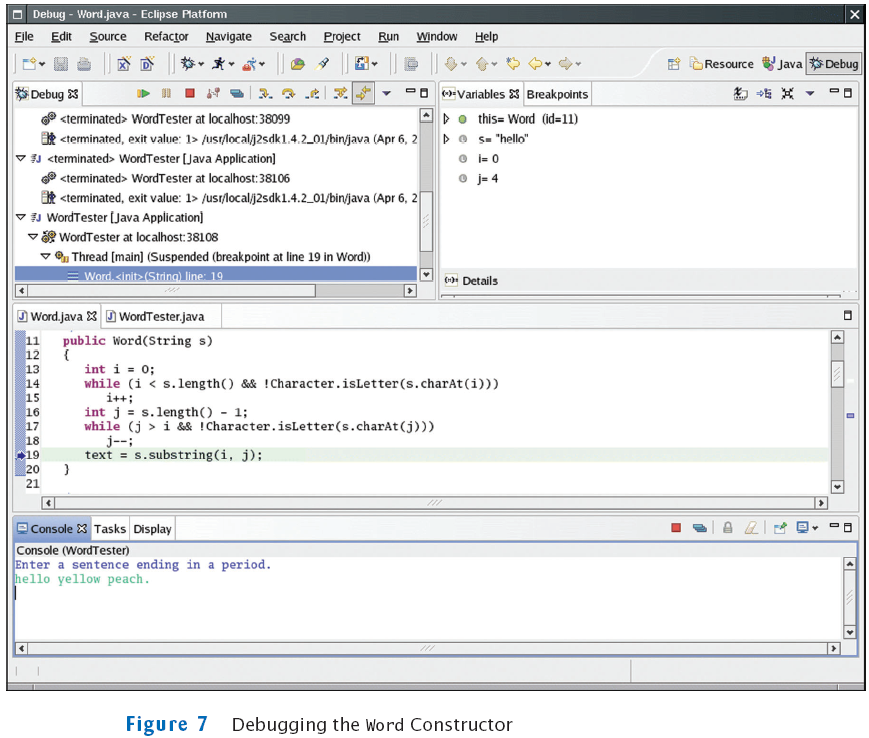 Debug - Word.java - Eclipse Platform
File Edit Source Refactor Navigate Search Project Run Window Help
Resource Java Debug
Debug
<terminated> WordTester at localhost:38099
<terminated, exit value: 1> /usr/local/j2sdk1.4.2_01/bin/java (Apr 6, 2
<terminated> WordTester [Java Application]
<terminated> WordTester at localhost:38106
<terminated, exit value: 1> /usr/local/j2sdk1.4.2_01/bin/java (Apr 6, 2
WordTester [Java Application]
WordTester at localhost:38108
Thread [main] (Suspended (breakpoint at line 19 in Word))
Word.<init>(String) line: 19
Variables Breakpoints
this= Word (id=11)
s= "hello"
i= 0
j= 4
Details
Word.java WordTester.java
11 public Word(String s)
12 {
13 int i = 0;
14 while (i < s.length() && !Character.isLetter(s.charAt(i)))
15 i++;
16 int j = s.length() - 1;
17 while (j > i && !Character.isLetter(s.charAt(j)))
18 j--;
19 text = s.substring(i, j);
20 }
21
Console Tasks Display
Console (WordTester)
Enter a sentence ending in a period.
hello yellow peach.
Figure 7 Debugging the Word Constructor